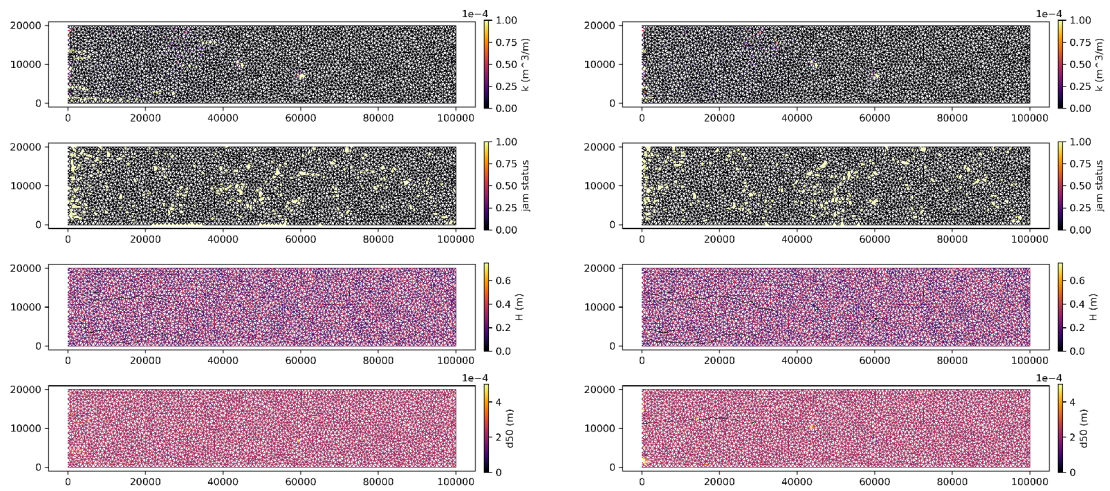 1e−4 1e−4
20000 1.00 20000 1.00
0.75 0.75
10000 0.50 10000 0.50
0.25 0.25
0 0.00 0 0.00
k (m^3/m) k (m^3/m)
0 20000 40000 60000 80000 100000 0 20000 40000 60000 80000 100000
20000 1.00 20000 1.00
0.75 0.75
10000 0.50 10000 0.50
0.25 0.25
0 0.00 0 0.00
jam status jam status
0 20000 40000 60000 80000 100000 0 20000 40000 60000 80000 100000
20000 0.6 20000 0.6
10000 0.4 10000 0.4
0.2 0.2
0 0.0 0 0.0
H (m) H (m)
0 20000 40000 60000 80000 100000 0 20000 40000 60000 80000 100000
1e−4 1e−4
20000 4 20000 4
10000 2 10000 2
0 0 0 0
d50 (m) d50 (m)
0 20000 40000 60000 80000 100000 0 20000 40000 60000 80000 100000